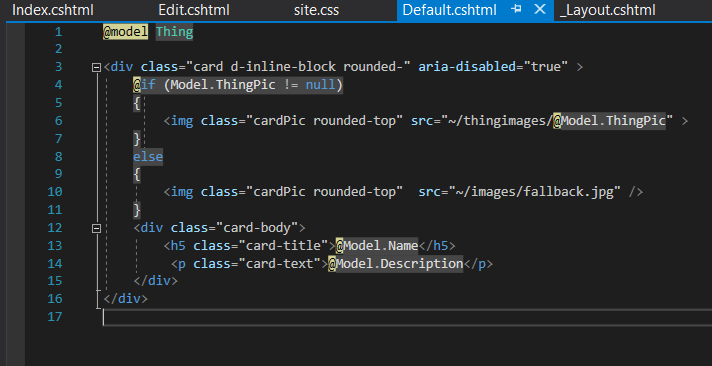 Index.cshtml Edit.cshtml site.css Default.cshtml _Layout.cshtml
1 @model Thing
2
3 <div class="card d-inline-block rounded-" aria-disabled="true" >
4 @if (Model.ThingPic != null)
5 {
6 <img class="cardPic rounded-top" src="~/thingimages/@Model.ThingPic" >
7 }
8 else
9 {
10 <img class="cardPic rounded-top"  src="~/images/fallback.jpg" />
11 }
12 <div class="card-body">
13 <h5 class="card-title">@Model.Name</h5>
14 <p class="card-text">@Model.Description</p>
15 </div>
16 </div>
17